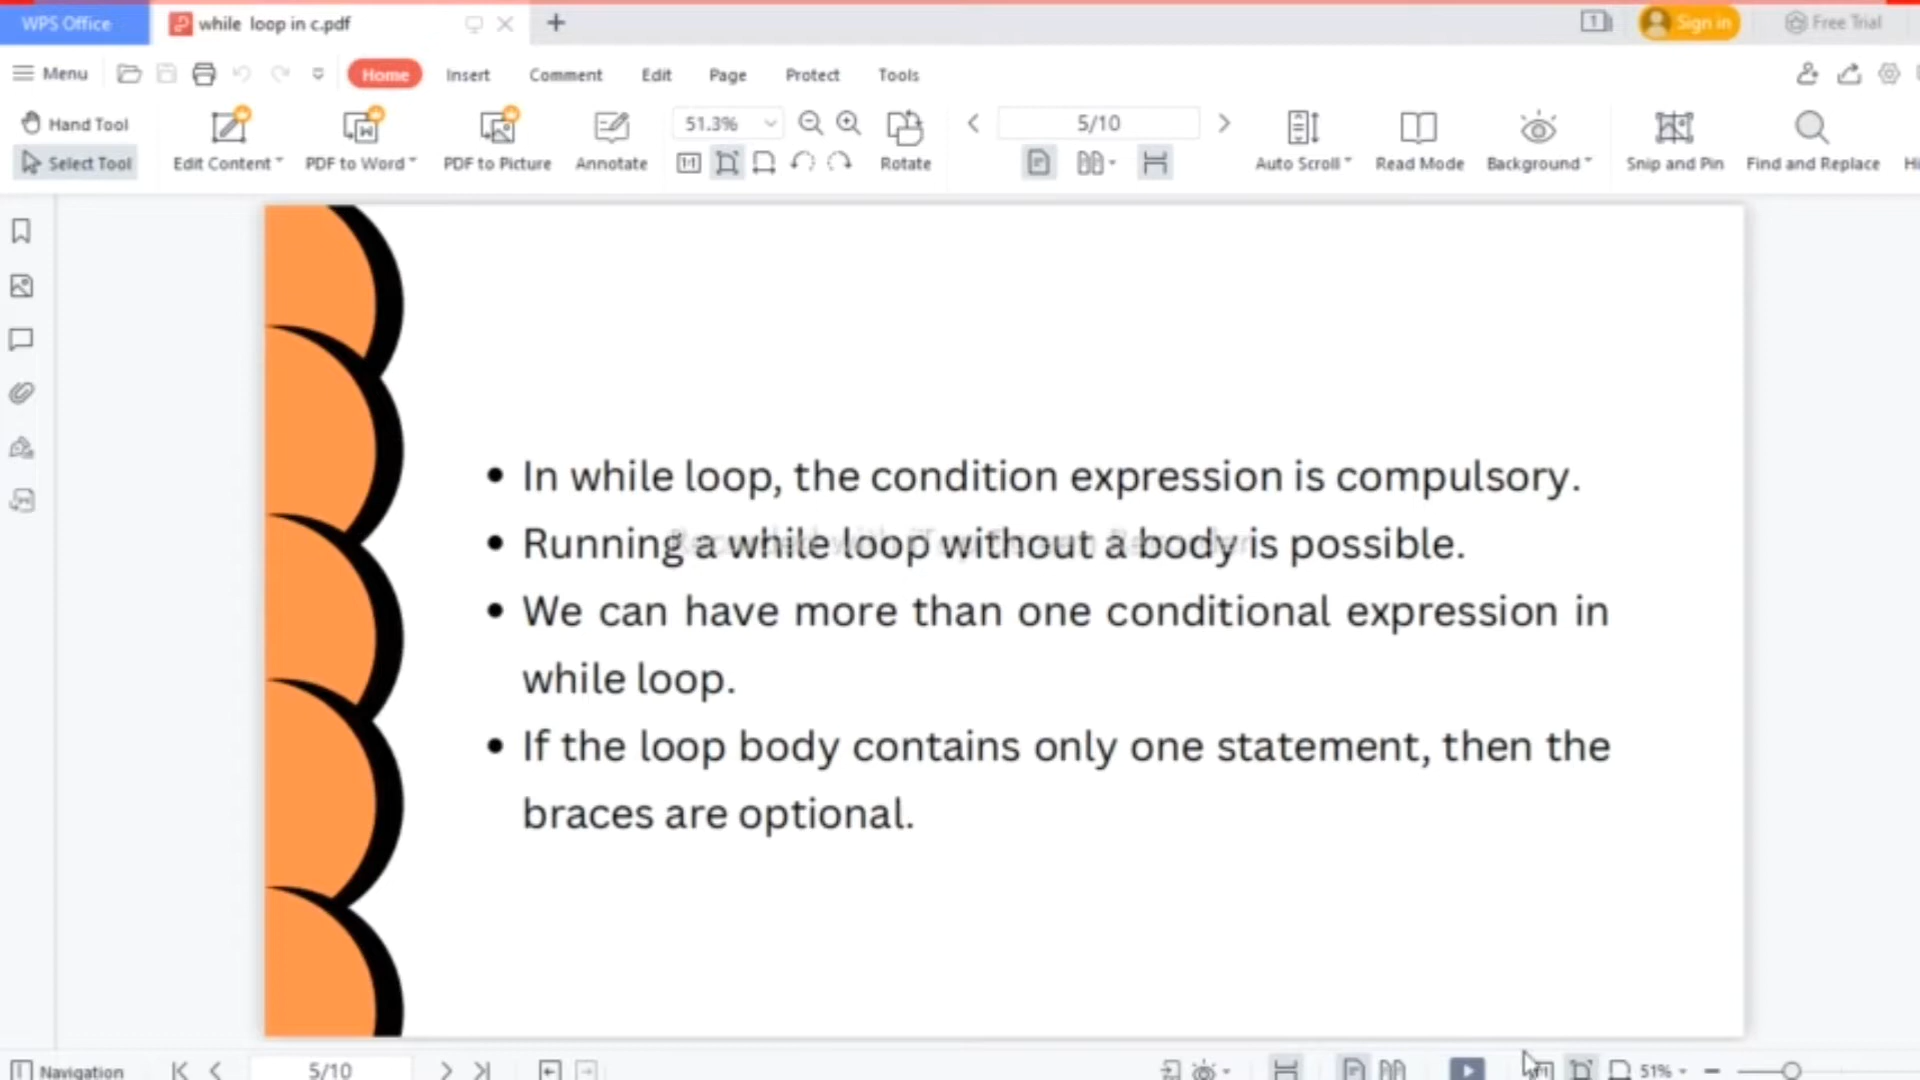 WPS Office
while loop in c.pdf
Sign in
Free Trial
Menu
Home
Insert
Comment
Edit
Page
Protect
Tools
Hand Tool
Select Tool
Edit Content
PDF to Word
PDF to Picture
Annotate
51.3%
Rotate
5/10
Auto Scroll
Read Mode
Background
Snip and Pin
Find and Replace
• In while loop, the condition expression is compulsory.
• Running a while loop without a body is possible.
• We can have more than one conditional expression in
while loop.
• If the loop body contains only one statement, then the
braces are optional.
Navigation
5/10
51%